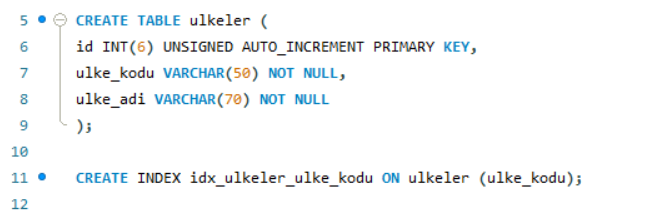 5 CREATE TABLE ulkeler (
6 id INT(6) UNSIGNED AUTO_INCREMENT PRIMARY KEY,
7 ulke_kodu VARCHAR(50) NOT NULL,
8 ulke_adi VARCHAR(70) NOT NULL
9 );
10
11 CREATE INDEX idx_ulkeler_ulke_kodu ON ulkeler (ulke_kodu);
12